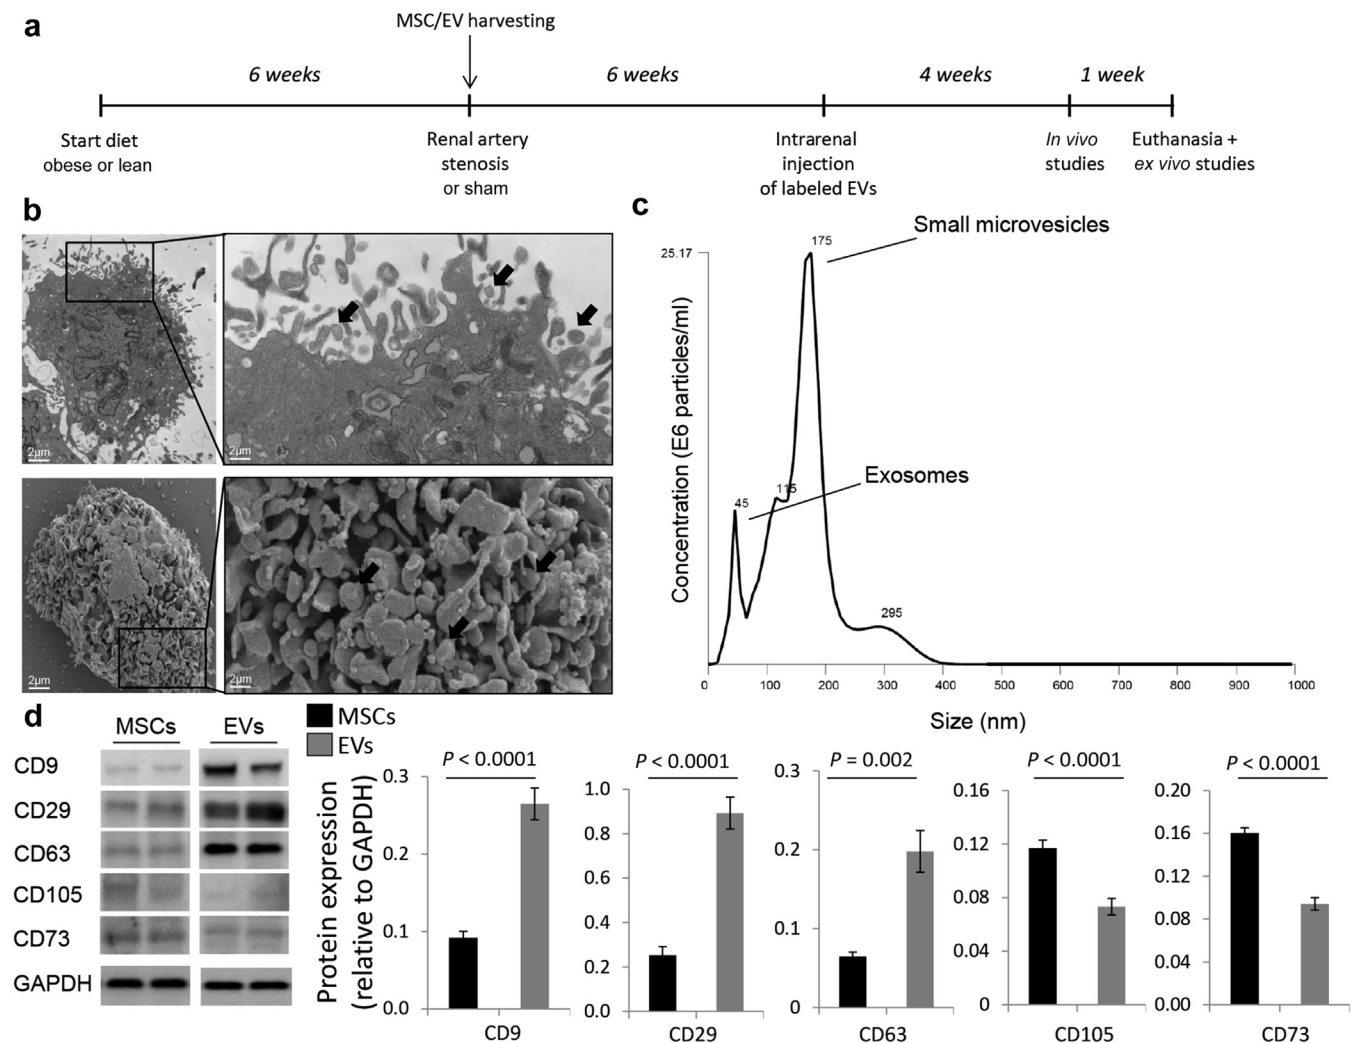 a
MSC/EV harvesting
6 weeks
6 weeks
4 weeks
1 week
Start diet
obese or lean
Renal artery
stenosis
or sham
Intrarenal
injection
of labeled EVs
In vivo
studies
Euthanasia +
ex vivo studies
b
2µm
2µm
2µm
2µm
c
Small microvesicles
Exosomes
25.17
175
45
115
295
Concentration (E6 particles/ml)
0 100 200 300 400 500 600 700 800 900 1000
Size (nm)
d
MSCs EVs
CD9
CD29
CD63
CD105
CD73
GAPDH
MSCs
EVs
Protein expression
(relative to GAPDH)
P < 0.0001
0.3
0.2
0.1
0.0
CD9
P < 0.0001
1.0
0.8
0.6
0.4
0.2
0.0
CD29
P = 0.002
0.3
0.2
0.1
0
CD63
P < 0.0001
0.16
0.12
0.08
0.04
0
CD105
P < 0.0001
0.20
0.16
0.12
0.08
0.04
0.00
CD73